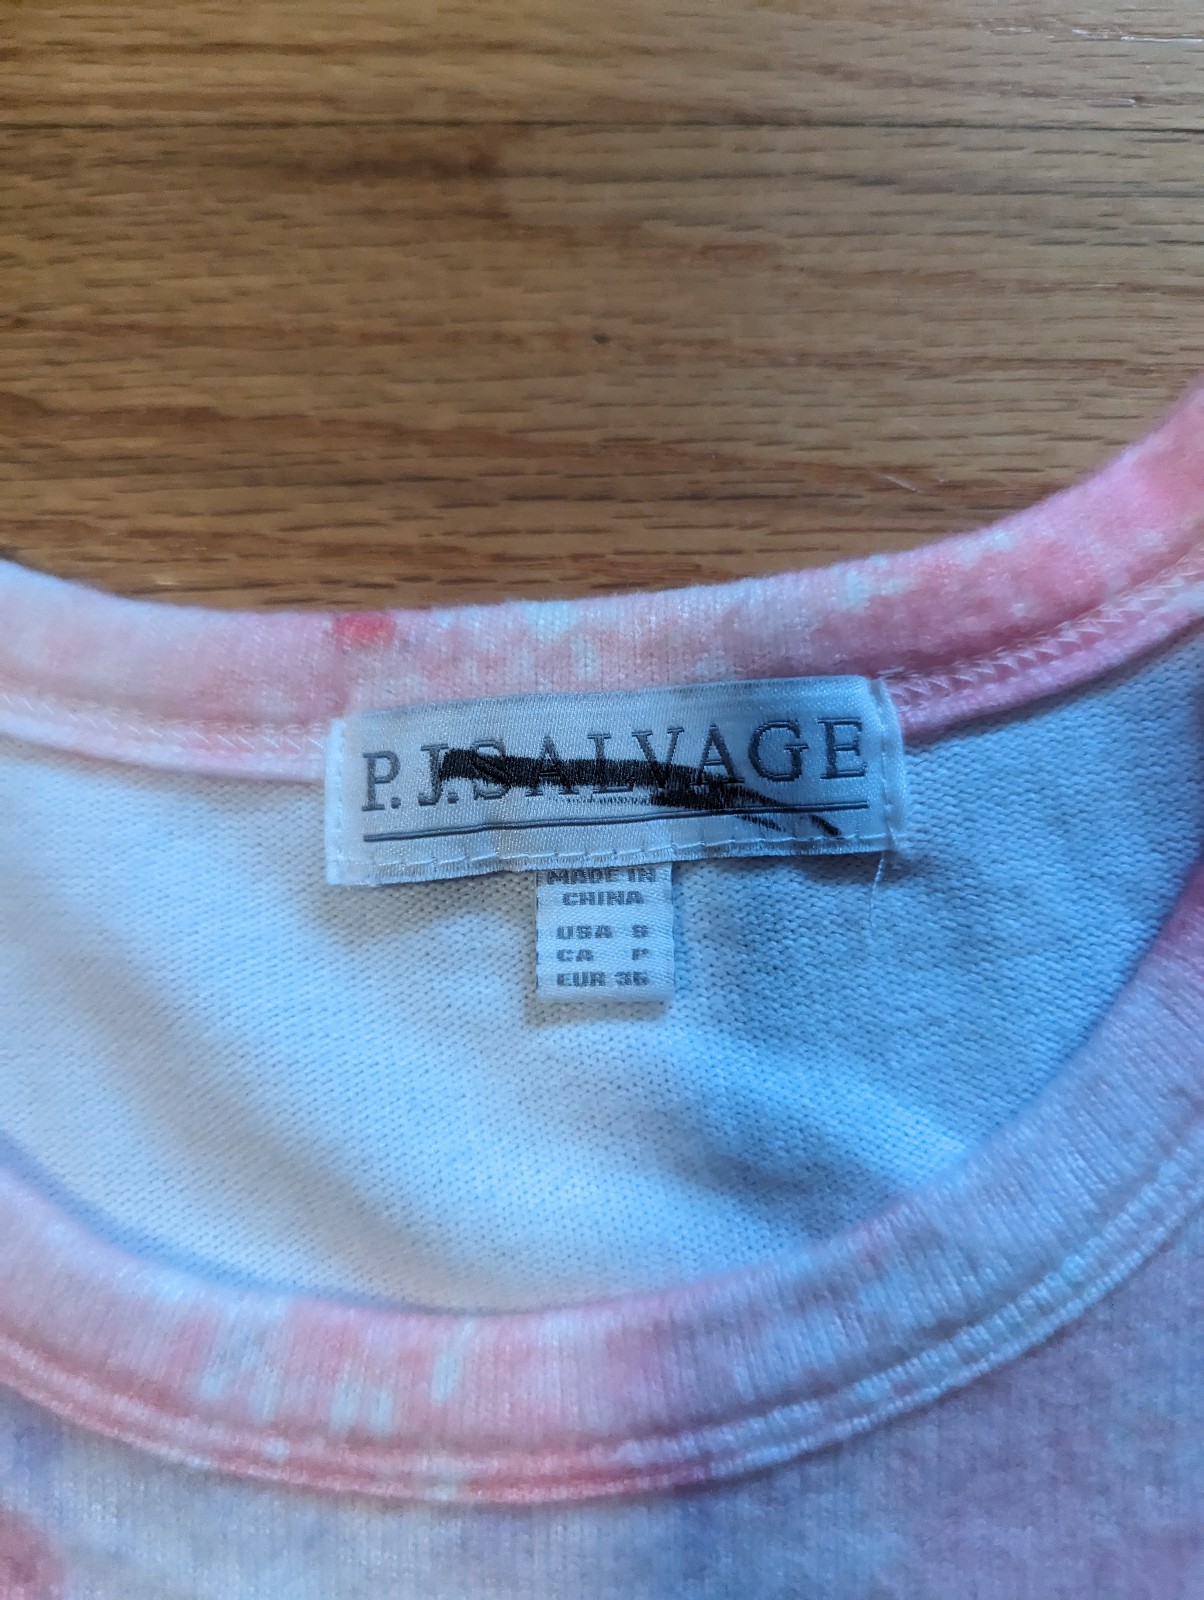 P.J.SALVAGE
MADE IN
CHINA
USA S
CA P
EUR 36